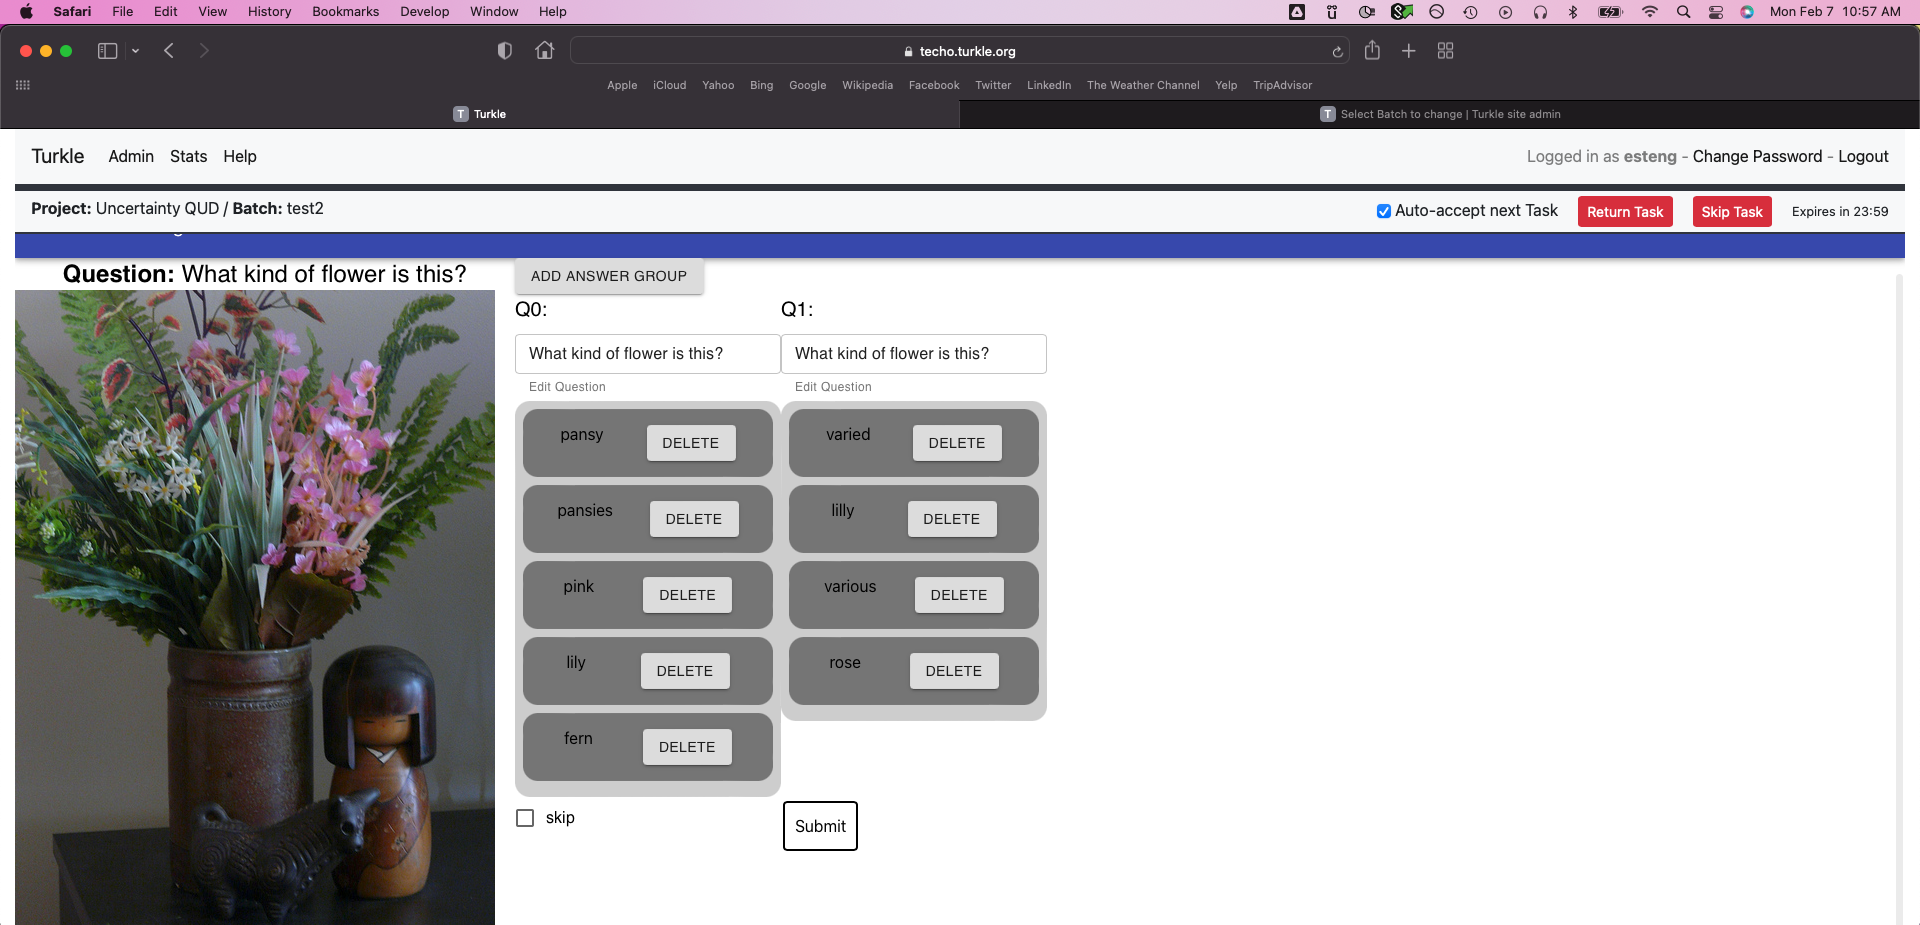 Safari File Edit View History Bookmarks Develop Window Help Mon Feb 7 10:57 AM
techo.turkle.org
Apple iCloud Yahoo Bing Google Wikipedia Facebook Twitter LinkedIn The Weather Channel Yelp TripAdvisor
T Turkle T Select Batch to change | Turkle site admin
Turkle Admin Stats Help Logged in as esteng - Change Password - Logout
Project: Uncertainty QUD / Batch: test2 Auto-accept next Task Return Task Skip Task Expires in 23:59
Question: What kind of flower is this?
ADD ANSWER GROUP
Q0: Q1:
What kind of flower is this? What kind of flower is this?
Edit Question Edit Question
pansy DELETE varied DELETE
pansies DELETE lilly DELETE
pink DELETE various DELETE
lily DELETE rose DELETE
fern DELETE
skip Submit